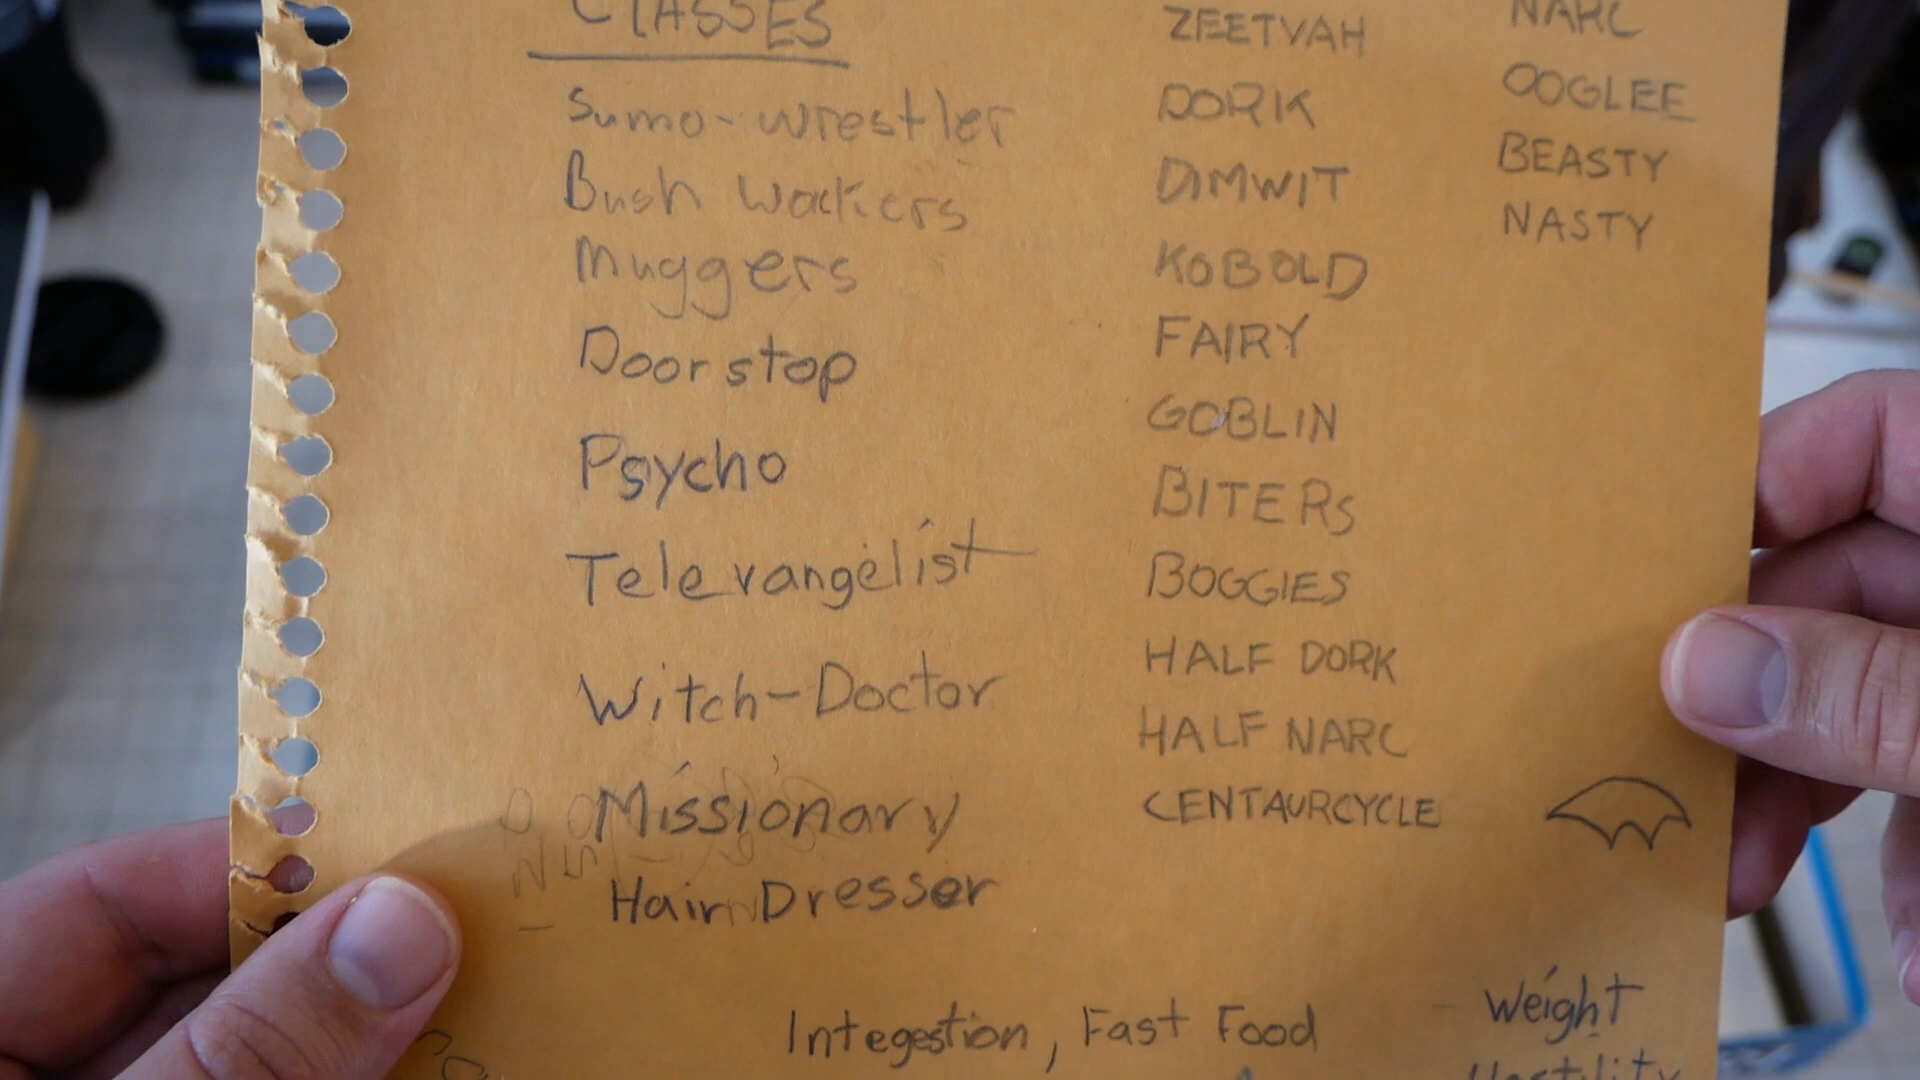 CLASSES
Sumo-wrestler
Bush Wackers
Muggers
Doorstop
Psycho
Televangelist
Witch-Doctor
Missionary
Hair Dresser
ZEETVAH
DORK
DIMWIT
KOBOLD
FAIRY
GOBLIN
BITERS
BOGGIES
HALF DORK
HALF NARC
CENTAURCYCLE
NARC
OOGLEE
BEASTY
NASTY
Integestion, Fast Food
Weight
Hostility